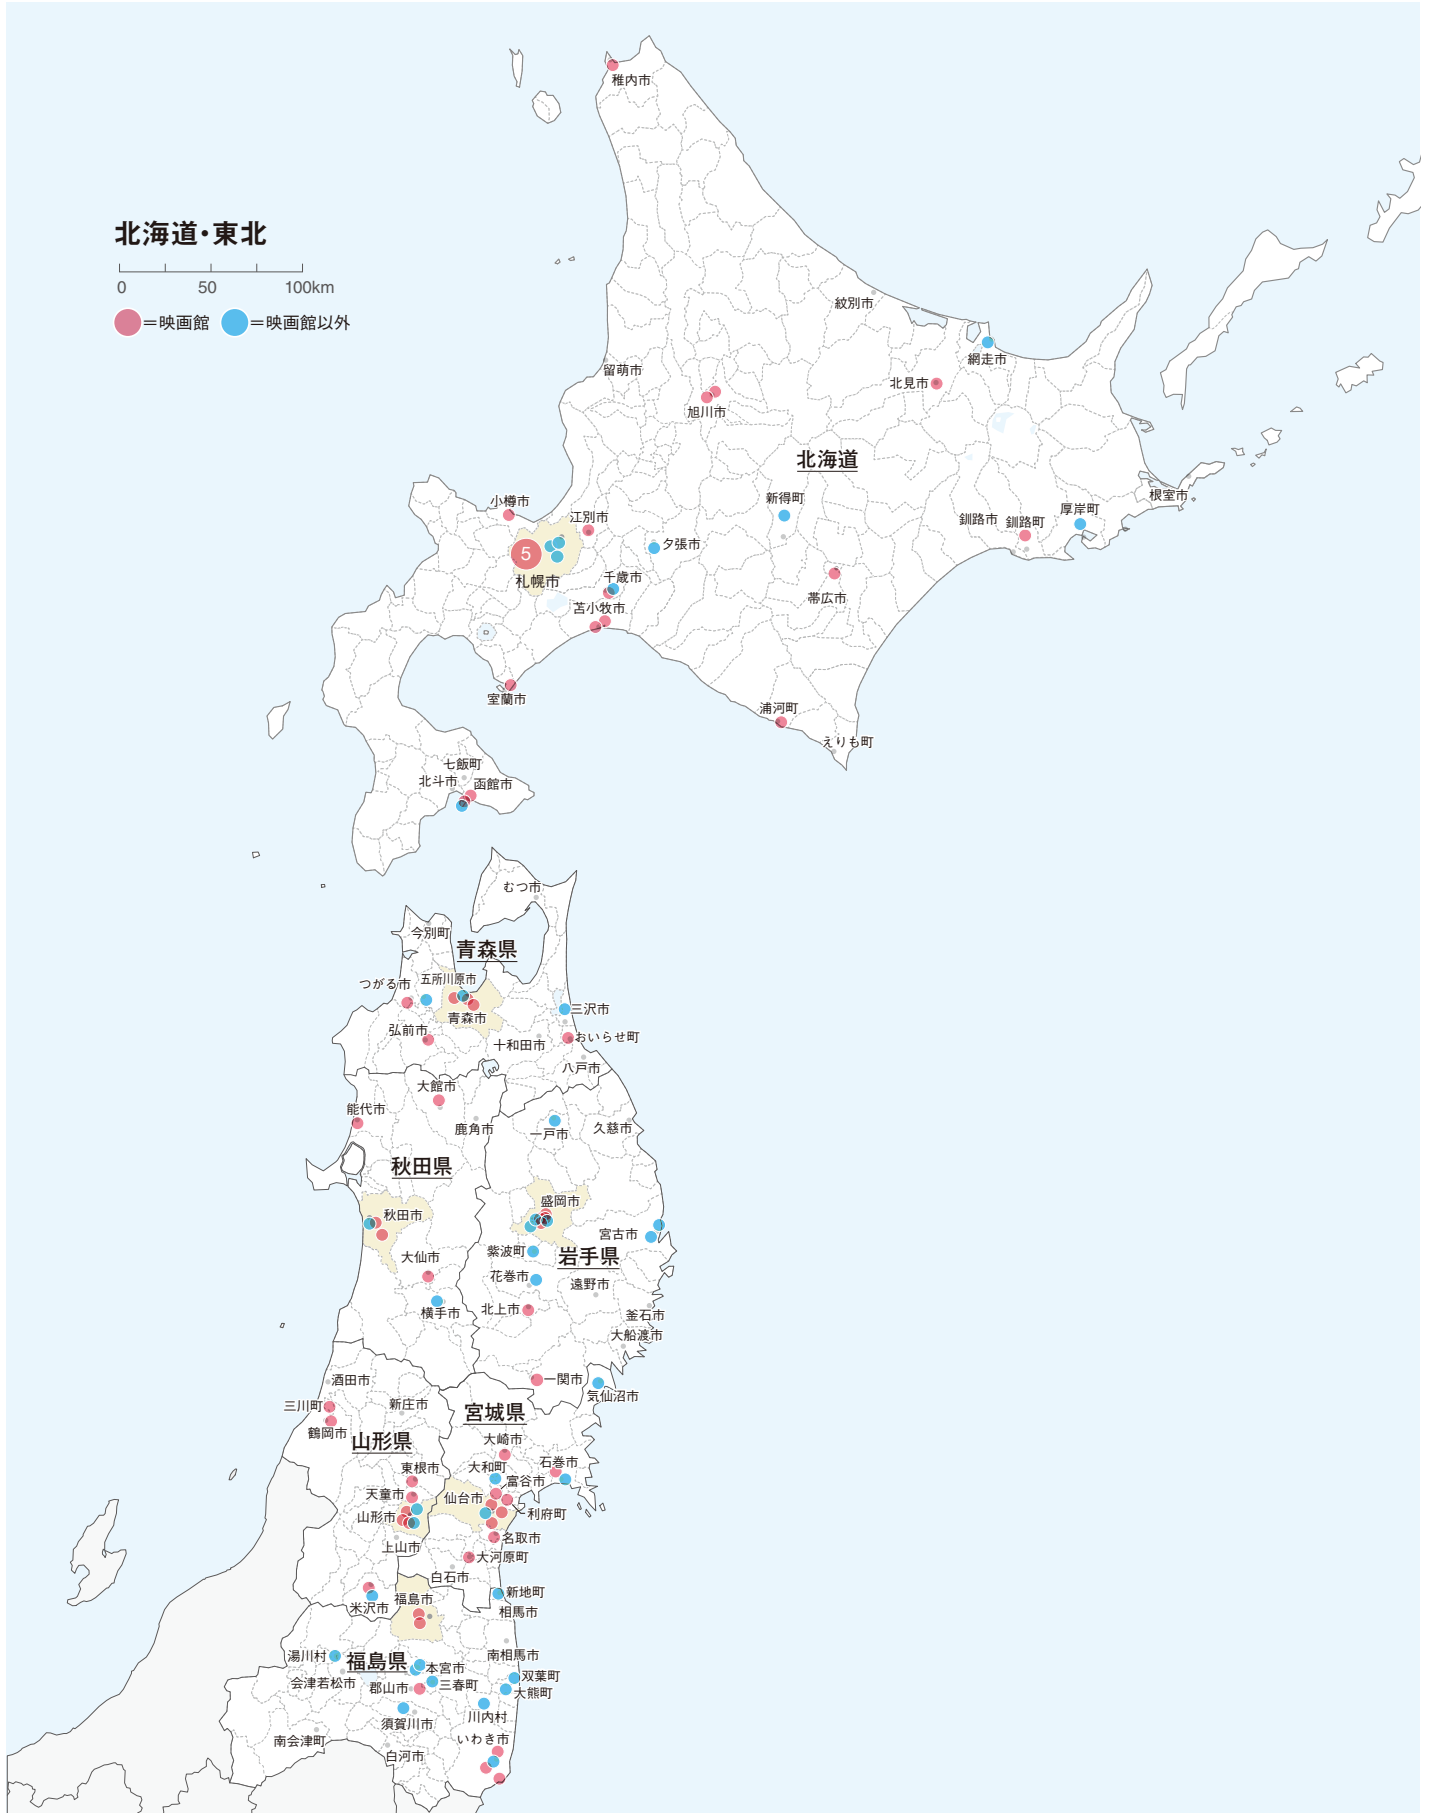 稚内市
北海道・東北
0 50 100km
＝映画館 ＝映画館以外
紋別市
網走市
留萌市
北見市
旭川市
北海道
新得町
根室市
小樽市
厚岸町
江別市
釧路市
釧路町
夕張市
5
札幌市
千歳市
帯広市
苫小牧市
室蘭市
浦河町
えりも町
七飯町
北斗市
函館市
むつ市
今別町
青森県
五所川原市
つがる市
三沢市
青森市
弘前市
おいらせ町
十和田市
八戸市
大館市
能代市
鹿角市
久慈市
一戸市
秋田県
盛岡市
秋田市
宮古市
紫波町
岩手県
大仙市
花巻市
遠野市
北上市
横手市
釜石市
大船渡市
酒田市
一関市
気仙沼市
三川町
新庄市
宮城県
鶴岡市
山形県
大崎市
石巻市
東根市
大和町
富谷市
天童市
仙台市
利府町
山形市
名取市
上山市
大河原町
白石市
新地町
福島市
米沢市
相馬市
湯川村
南相馬市
福島県
本宮市
双葉町
会津若松市
郡山市
三春町
大熊町
川内村
須賀川市
南会津町
いわき市
白河市